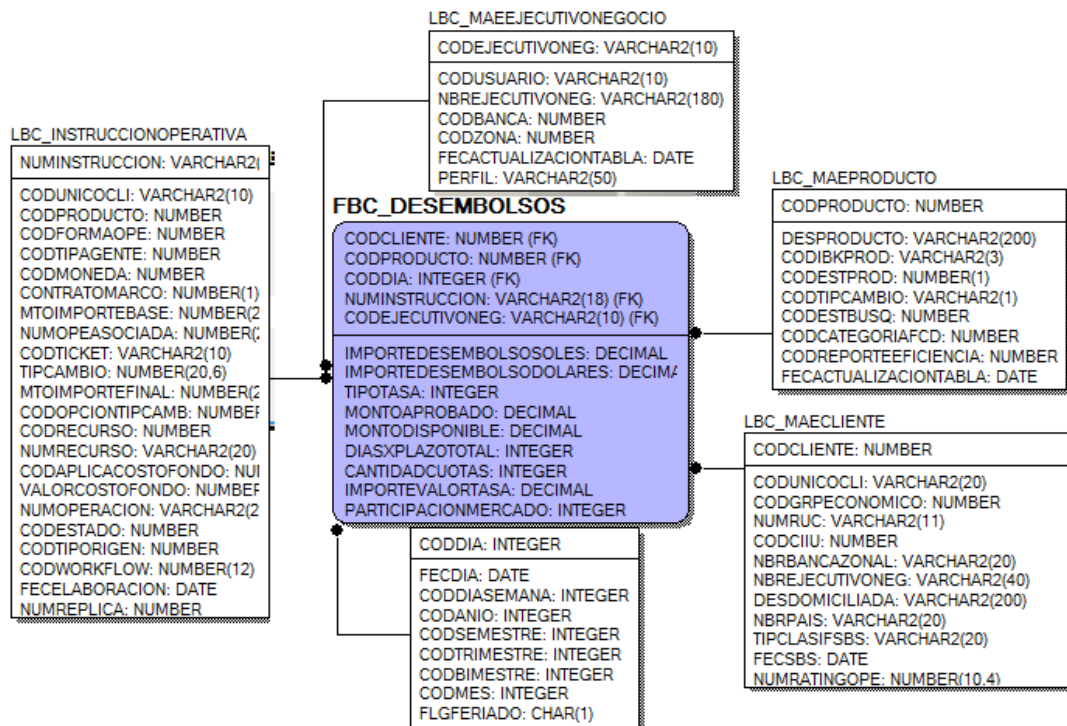 LBC_MAEEJECUTIVONEGOCIO
CODEJECUTIVONEG: VARCHAR2(10)
CODUSUARIO: VARCHAR2(10)
NBREJECUTIVONEG: VARCHAR2(180)
CODBANCA: NUMBER
CODZONA: NUMBER
FECACTUALIZACIONTABLA: DATE
PERFIL: VARCHAR2(50)
LBC_INSTRUCCIONOPERATIVA
NUMINSTRUCCION: VARCHAR2(
CODUNICOCLI: VARCHAR2(10)
CODPRODUCTO: NUMBER
CODFORMAOPE: NUMBER
CODTIPAGENTE: NUMBER
CODMONEDA: NUMBER
CONTRATOMARCO: NUMBER(1)
MTOIMPORTEBASE: NUMBER(2
NUMOPEASOCIADA: NUMBER(2
CODTICKET: VARCHAR2(10)
TIPCAMBIO: NUMBER(20,6)
MTOIMPORTEFINAL: NUMBER(2
CODOPCIONTIPCAMB: NUMBER
CODRECURSO: NUMBER
NUMRECURSO: VARCHAR2(20)
CODAPLICACOSTOFONDO: NUM
VALORCOSTOFONDO: NUMBER
NUMOPERACION: VARCHAR2(2
CODESTADO: NUMBER
CODTIPORIGEN: NUMBER
CODWORKFLOW: NUMBER(12)
FECELABORACION: DATE
NUMREPLICA: NUMBER
FBC_DESEMBOLSOS
CODCLIENTE: NUMBER (FK)
CODPRODUCTO: NUMBER (FK)
CODDIA: INTEGER (FK)
NUMINSTRUCCION: VARCHAR2(18) (FK)
CODEJECUTIVONEG: VARCHAR2(10) (FK)
IMPORTEDESEMBOLSOSOLES: DECIMAL
IMPORTEDESEMBOLSODOLARES: DECIMA
TIPOTASA: INTEGER
MONTOAPROBADO: DECIMAL
MONTODISPONIBLE: DECIMAL
DIASXPLAZOTOTAL: INTEGER
CANTIDADCUOTAS: INTEGER
IMPORTEVALORTASA: DECIMAL
PARTICIPACIONMERCADO: INTEGER
CODDIA: INTEGER
FECDIA: DATE
CODDIASEMANA: INTEGER
CODANIO: INTEGER
CODSEMESTRE: INTEGER
CODTRIMESTRE: INTEGER
CODBIMESTRE: INTEGER
CODMES: INTEGER
FLGFERIADO: CHAR(1)
LBC_MAEPRODUCTO
CODPRODUCTO: NUMBER
DESPRODUCTO: VARCHAR2(200)
CODIBKPROD: VARCHAR2(3)
CODESTPROD: NUMBER(1)
CODTIPCAMBIO: VARCHAR2(1)
CODESTBUSQ: NUMBER
CODCATEGORIAFCD: NUMBER
CODREPORTEEFICIENCIA: NUMBER
FECACTUALIZACIONTABLA: DATE
LBC_MAECLIENTE
CODCLIENTE: NUMBER
CODUNICOCLI: VARCHAR2(20)
CODGRPECONOMICO: NUMBER
NUMRUC: VARCHAR2(11)
CODCIIU: NUMBER
NBRBANCAZONAL: VARCHAR2(20)
NBREJECUTIVONEG: VARCHAR2(40)
DESDOMICILIADA: VARCHAR2(200)
NBRPAIS: VARCHAR2(20)
TIPCLASIFSBS: VARCHAR2(20)
FECSBS: DATE
NUMRATINGOPE: NUMBER(10,4)